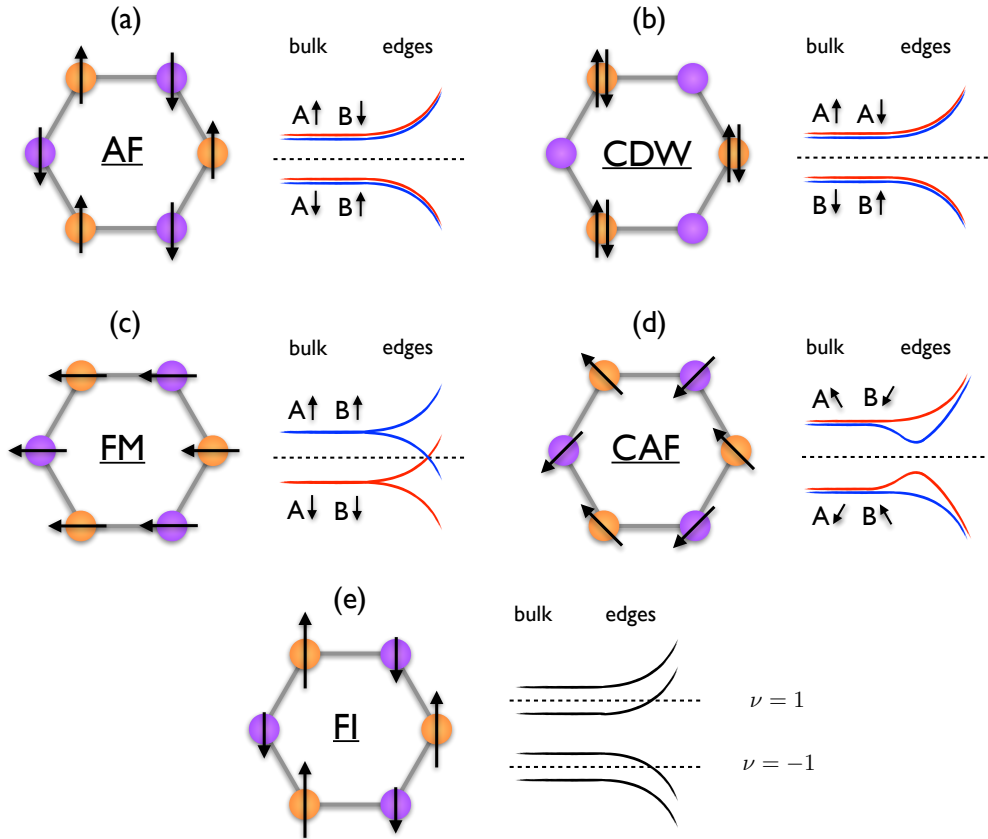 (a)
bulk edges
A↑ B↓
AF
A↓ B↑
(b)
bulk edges
A↑ A↓
CDW
B↓ B↑
(c)
bulk edges
A↑ B↑
FM
A↓ B↓
(d)
bulk edges
A↖ B↙
CAF
A↙ B↖
(e)
bulk edges
ν = 1
FI
ν = −1